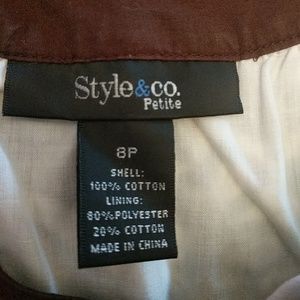 Style&co.
Petite
8P
SHELL:
100% COTTON
LINING:
80% POLYESTER
20% COTTON
MADE IN CHINA